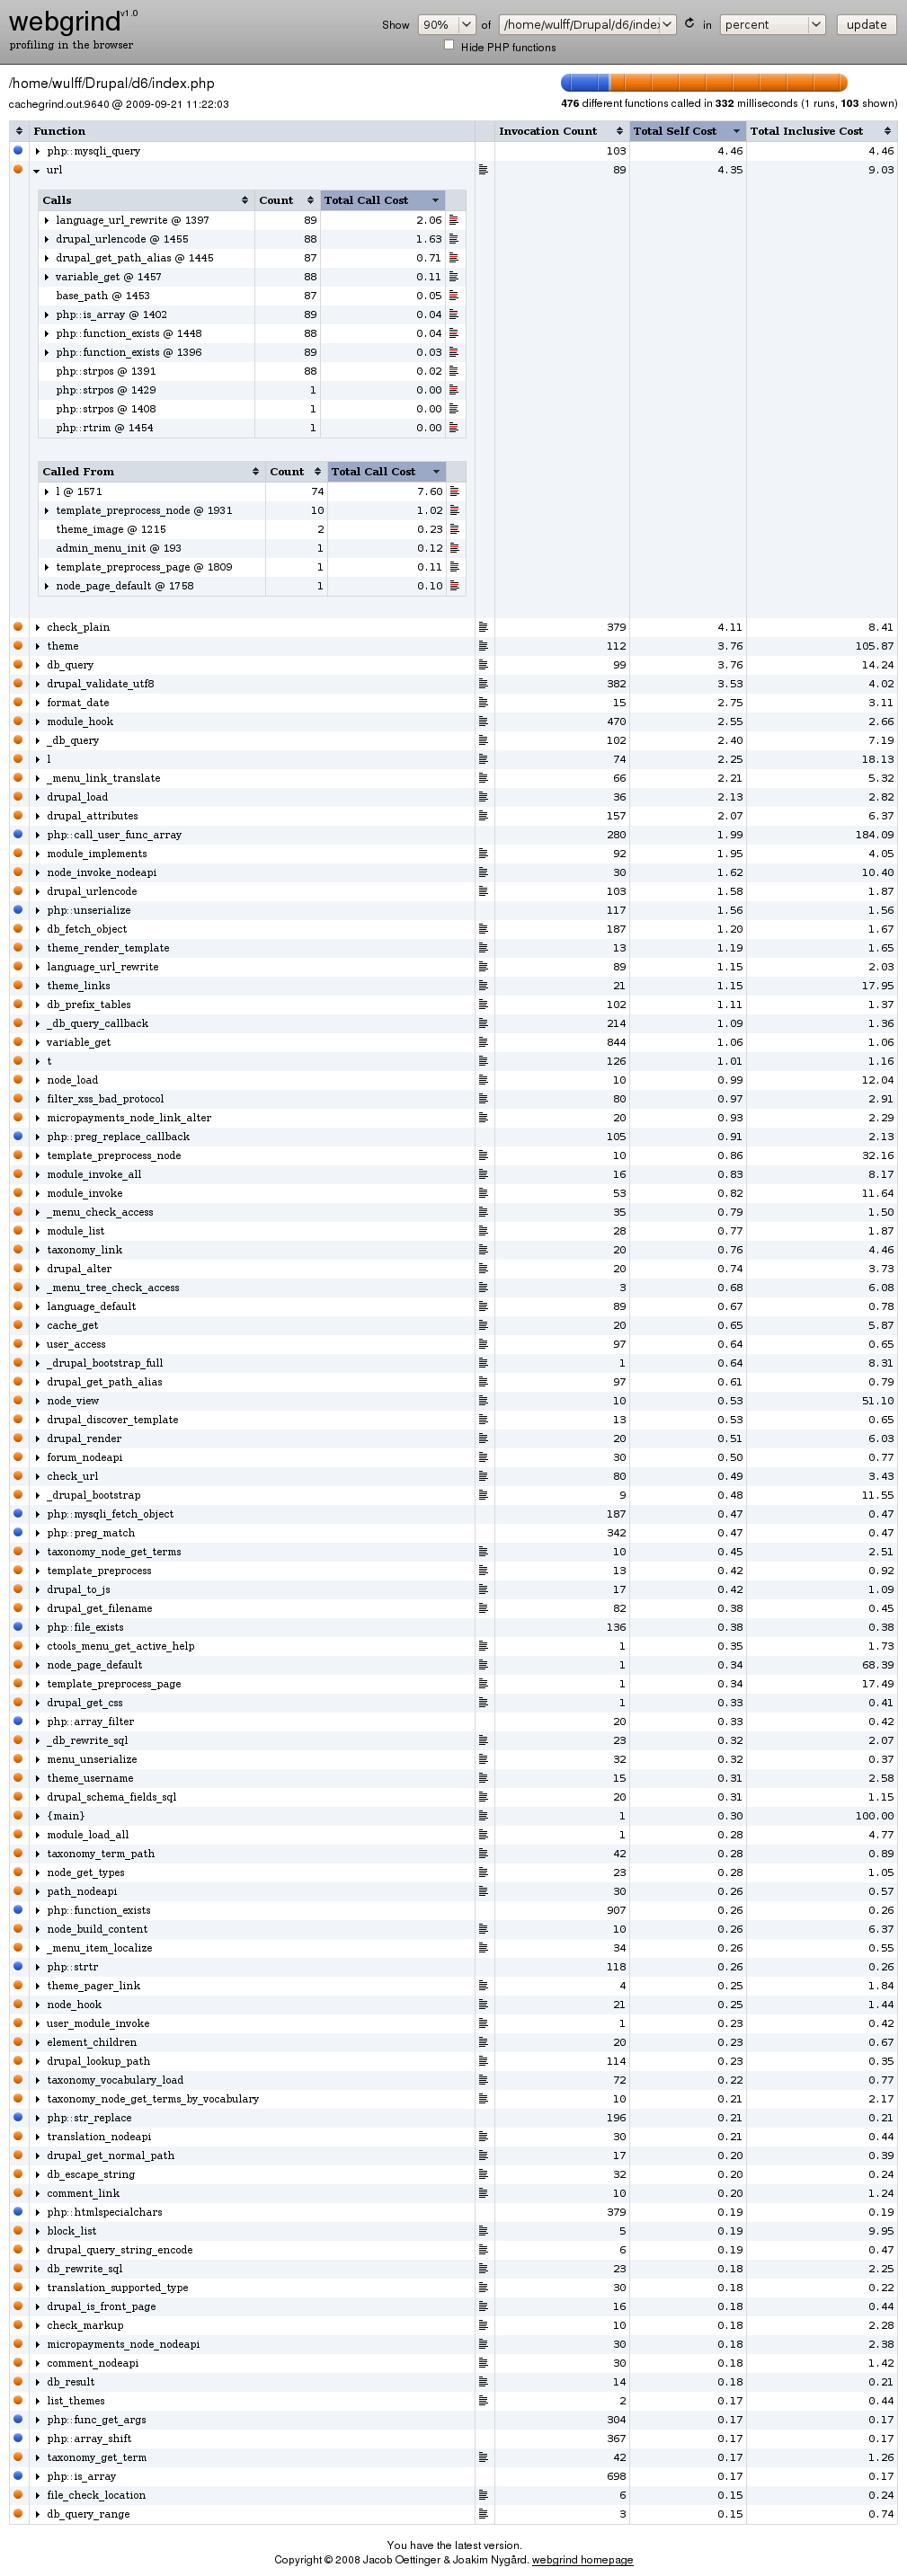 webgrind v1.0
profiling in the browser
Show 90% of /home/wulff/Drupal/d6/index in percent update
Hide PHP functions
/home/wulff/Drupal/d6/index.php
cachegrind.out.9640 @ 2009-09-21 11:22:03
476 different functions called in 332 milliseconds (1 runs, 103 shown)
Function Invocation Count Total Self Cost Total Inclusive Cost
php::mysqli_query 103 4.46 4.46
url 89 4.35 9.03
Calls Count Total Call Cost
language_url_rewrite @ 1397 89 2.06
drupal_urlencode @ 1455 88 1.63
drupal_get_path_alias @ 1445 87 0.71
variable_get @ 1457 88 0.11
base_path @ 1453 87 0.05
php::is_array @ 1402 89 0.04
php::function_exists @ 1448 88 0.04
php::function_exists @ 1396 89 0.03
php::strpos @ 1391 88 0.02
php::strpos @ 1429 1 0.00
php::strpos @ 1408 1 0.00
php::rtrim @ 1454 1 0.00
Called From Count Total Call Cost
l @ 1571 74 7.60
template_preprocess_node @ 1931 10 1.02
theme_image @ 1215 2 0.23
admin_menu_init @ 193 1 0.12
template_preprocess_page @ 1809 1 0.11
node_page_default @ 1758 1 0.10
check_plain 379 4.11 8.41
theme 112 3.76 105.87
db_query 99 3.76 14.24
drupal_validate_utf8 382 3.53 4.02
format_date 15 2.75 3.11
module_hook 470 2.55 2.66
_db_query 102 2.40 7.19
l 74 2.25 18.13
_menu_link_translate 66 2.21 5.32
drupal_load 36 2.13 2.82
drupal_attributes 157 2.07 6.37
php::call_user_func_array 280 1.99 184.09
module_implements 92 1.95 4.05
node_invoke_nodeapi 30 1.62 10.40
drupal_urlencode 103 1.58 1.87
php::unserialize 117 1.56 1.56
db_fetch_object 187 1.20 1.67
theme_render_template 13 1.19 1.65
language_url_rewrite 89 1.15 2.03
theme_links 21 1.15 17.95
db_prefix_tables 102 1.11 1.37
_db_query_callback 214 1.09 1.36
variable_get 844 1.06 1.06
t 126 1.01 1.16
node_load 10 0.99 12.04
filter_xss_bad_protocol 80 0.97 2.91
micropayments_node_link_alter 20 0.93 2.29
php::preg_replace_callback 105 0.91 2.13
template_preprocess_node 10 0.86 32.16
module_invoke_all 16 0.83 8.17
module_invoke 53 0.82 11.64
_menu_check_access 35 0.79 1.50
module_list 28 0.77 1.87
taxonomy_link 20 0.76 4.46
drupal_alter 20 0.74 3.73
_menu_tree_check_access 3 0.68 6.08
language_default 89 0.67 0.78
cache_get 20 0.65 5.87
user_access 97 0.64 0.65
_drupal_bootstrap_full 1 0.64 8.31
drupal_get_path_alias 97 0.61 0.79
node_view 10 0.53 51.10
drupal_discover_template 13 0.53 0.65
drupal_render 20 0.51 6.03
forum_nodeapi 30 0.50 0.77
check_url 80 0.49 3.43
_drupal_bootstrap 9 0.48 11.55
php::mysqli_fetch_object 187 0.47 0.47
php::preg_match 342 0.47 0.47
taxonomy_node_get_terms 10 0.45 2.51
template_preprocess 13 0.42 0.92
drupal_to_js 17 0.42 1.09
drupal_get_filename 82 0.38 0.45
php::file_exists 136 0.38 0.38
ctools_menu_get_active_help 1 0.35 1.73
node_page_default 1 0.34 68.39
template_preprocess_page 1 0.34 17.49
drupal_get_css 1 0.33 0.41
php::array_filter 20 0.33 0.42
_db_rewrite_sql 23 0.32 2.07
menu_unserialize 32 0.32 0.37
theme_username 15 0.31 2.58
drupal_schema_fields_sql 20 0.31 1.15
{main} 1 0.30 100.00
module_load_all 1 0.28 4.77
taxonomy_term_path 42 0.28 0.89
node_get_types 23 0.28 1.05
path_nodeapi 30 0.26 0.57
php::function_exists 907 0.26 0.26
node_build_content 10 0.26 6.37
_menu_item_localize 34 0.26 0.55
php::strtr 118 0.26 0.26
theme_pager_link 4 0.25 1.84
node_hook 21 0.25 1.44
user_module_invoke 1 0.23 0.42
element_children 20 0.23 0.67
drupal_lookup_path 114 0.23 0.35
taxonomy_vocabulary_load 72 0.22 0.77
taxonomy_node_get_terms_by_vocabulary 10 0.21 2.17
php::str_replace 196 0.21 0.21
translation_nodeapi 30 0.21 0.44
drupal_get_normal_path 17 0.20 0.39
db_escape_string 32 0.20 0.24
comment_link 10 0.20 1.24
php::htmlspecialchars 379 0.19 0.19
block_list 5 0.19 9.95
drupal_query_string_encode 6 0.19 0.47
db_rewrite_sql 23 0.18 2.25
translation_supported_type 30 0.18 0.22
drupal_is_front_page 16 0.18 0.44
check_markup 10 0.18 2.28
micropayments_node_nodeapi 30 0.18 2.38
comment_nodeapi 30 0.18 1.42
db_result 14 0.18 0.21
list_themes 2 0.17 0.44
php::func_get_args 304 0.17 0.17
php::array_shift 367 0.17 0.17
taxonomy_get_term 42 0.17 1.26
php::is_array 698 0.17 0.17
file_check_location 6 0.15 0.24
db_query_range 3 0.15 0.74
You have the latest version.
Copyright © 2008 Jacob Oettinger & Joakim Nygård. webgrind homepage